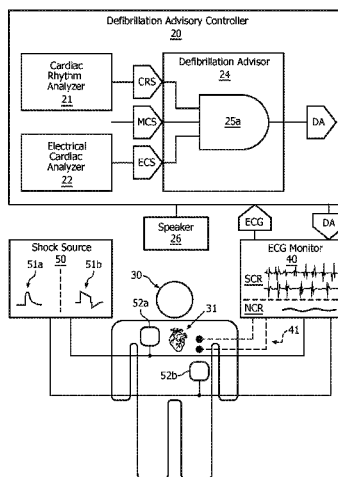 Defibrillation Advisory Controller
20
Cardiac
Rhythm
Analyzer
21
CRS
Defibrillation Advisor
24
MCS
25a
DA
Electrical
Cardiac
Analyzer
22
ECS
Speaker
26
ECG
DA
Shock Source
50
51a
51b
ECG Monitor
40
SCR
NCR
30
52a
31
41
52b